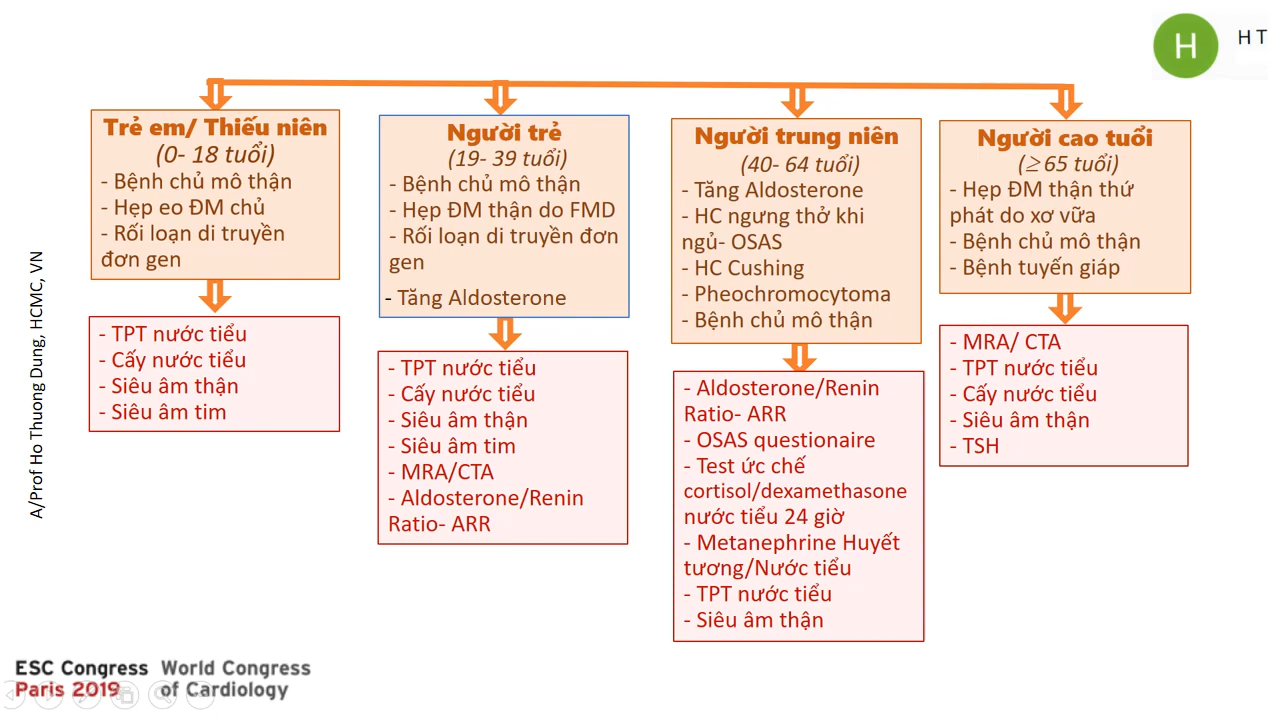 H
H T
Trẻ em/ Thiếu niên
(0- 18 tuổi)
- Bệnh chủ mô thận
- Hẹp eo ĐM chủ
- Rối loạn di truyền
đơn gen
- TPT nước tiểu
- Cấy nước tiểu
- Siêu âm thận
- Siêu âm tim
Người trẻ
(19- 39 tuổi)
- Bệnh chủ mô thận
- Hẹp ĐM thận do FMD
- Rối loạn di truyền đơn
gen
- Tăng Aldosterone
- TPT nước tiểu
- Cấy nước tiểu
- Siêu âm thận
- Siêu âm tim
- MRA/CTA
- Aldosterone/Renin
Ratio- ARR
Người trung niên
(40- 64 tuổi)
- Tăng Aldosterone
- HC ngưng thở khi
ngủ- OSAS
- HC Cushing
- Pheochromocytoma
- Bệnh chủ mô thận
- Aldosterone/Renin
Ratio- ARR
- OSAS questionaire
- Test ức chế
cortisol/dexamethasone
nước tiểu 24 giờ
- Metanephrine Huyết
tương/Nước tiểu
- TPT nước tiểu
- Siêu âm thận
Người cao tuổi
(≥ 65 tuổi)
- Hẹp ĐM thận thứ
phát do xơ vữa
- Bệnh chủ mô thận
- Bệnh tuyến giáp
- MRA/ CTA
- TPT nước tiểu
- Cấy nước tiểu
- Siêu âm thận
- TSH
A/Prof Ho Thuong Dung, HCMC, VN
ESC Congress World Congress
Paris 2019 of Cardiology